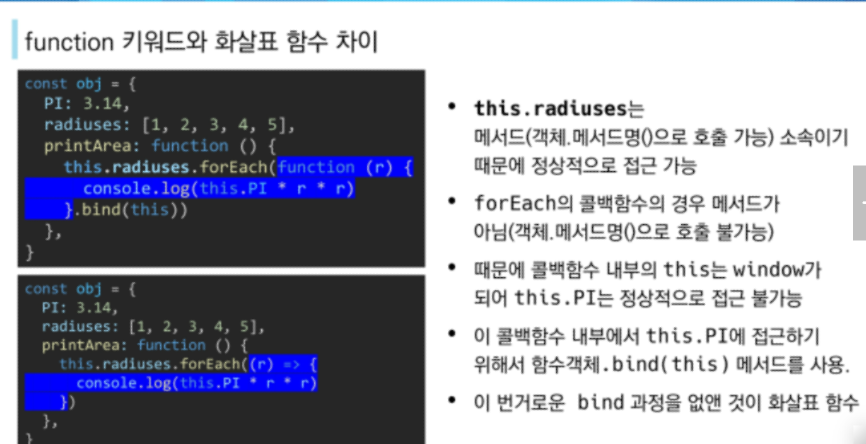 function 키워드와 화살표 함수 차이
const obj = {
PI: 3.14,
radiuses: [1, 2, 3, 4, 5],
printArea: function () {
this.radiuses.forEach(function (r) {
console.log(this.PI * r * r)
}.bind(this))
},
}
const obj = {
PI: 3.14,
radiuses: [1, 2, 3, 4, 5],
printArea: function () {
this.radiuses.forEach((r) => {
console.log(this.PI * r * r)
})
},
}
• this.radiuses는
메서드(객체.메서드명()으로 호출 가능) 소속이기
때문에 정상적으로 접근 가능
• forEach의 콜백함수의 경우 메서드가
아님(객체.메서드명()으로 호출 불가능)
• 때문에 콜백함수 내부의 this는 window가
되어 this.PI는 정상적으로 접근 불가능
• 이 콜백함수 내부에서 this.PI에 접근하기
위해서 함수객체.bind(this) 메서드를 사용.
• 이 번거로운 bind 과정을 없앤 것이 화살표 함수